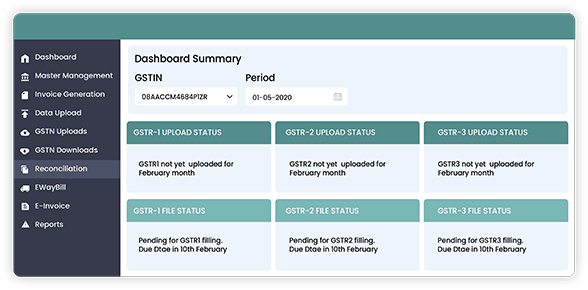 Dashboard
Master Management
Invoice Generation
Data Upload
GSTN Uploads
GSTN Downloads
Reconciliation
EWayBill
E-Invoice
Reports
Dashboard Summary
GSTIN Period
08AACCM4684P1ZR 01-05-2020
GSTR-1 UPLOAD STATUS GSTR-2 UPLOAD STATUS GSTR-3 UPLOAD STATUS
GSTR1 not yet uploaded for GSTR2 not yet uploaded for GSTR3 not yet uploaded for
February month February month February month
GSTR-1 FILE STATUS GSTR-2 FILE STATUS GSTR-3 FILE STATUS
Pending for GSTR1 filling. Pending for GSTR2 filling. Pending for GSTR3 filling.
Due Dtae in 10th February Due Dtae in 10th February Due Dtae in 10th February